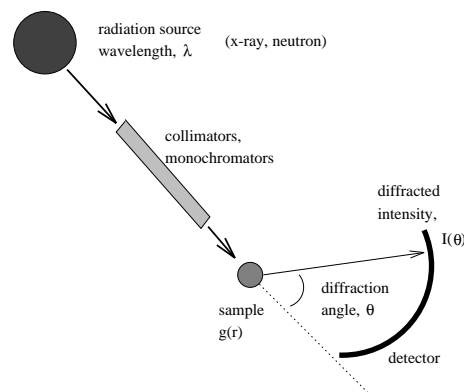 radiation source
wavelength, λ
(x-ray, neutron)
collimators,
monochromators
diffracted
intensity,
I(θ)
diffraction
angle, θ
sample
g(r)
detector